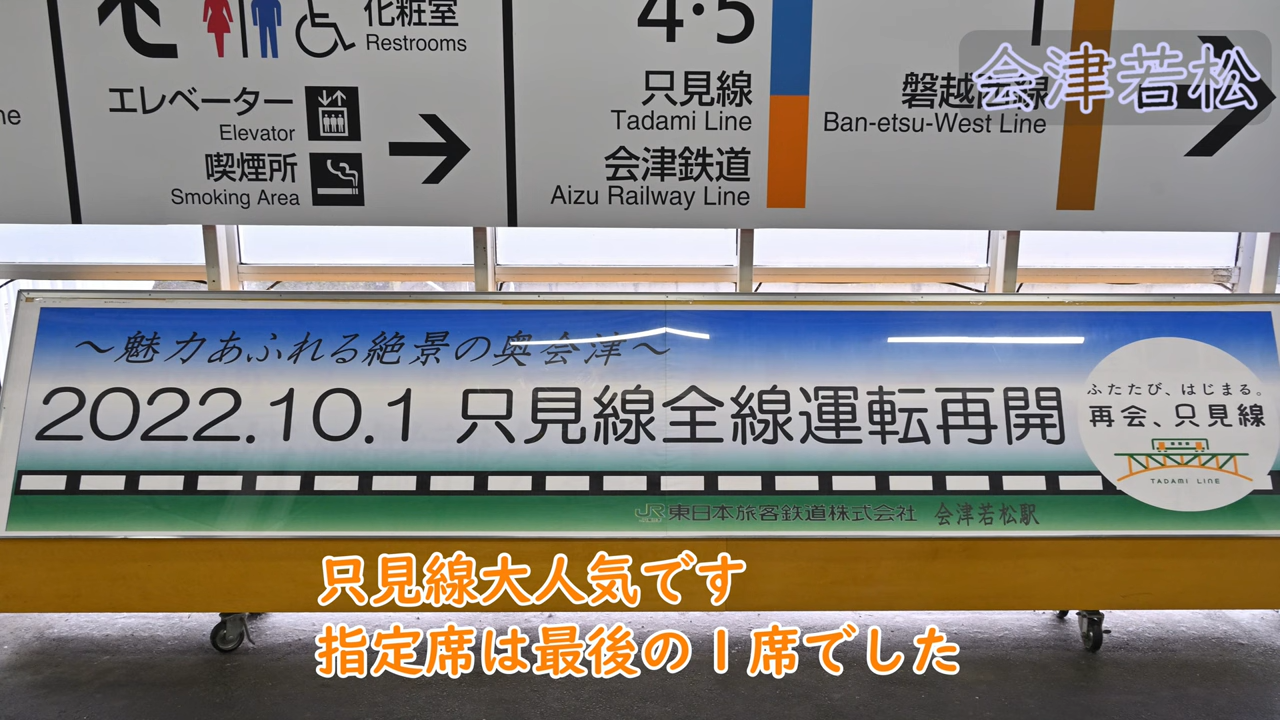 ne
化粧室
Restrooms
エレベーター
Elevator
喫煙所
Smoking Area
4・5
只見線
Tadami Line
会津鉄道
Aizu Railway Line
磐越西線
Ban-etsu-West Line
会津若松
～魅力あふれる絶景の奥会津～
2022.10.1 只見線全線運転再開
ふたたび、はじまる。
再会、只見線
TADAMI LINE
JR東日本旅客鉄道株式会社 会津若松駅
只見線大人気です
指定席は最後の1席でした